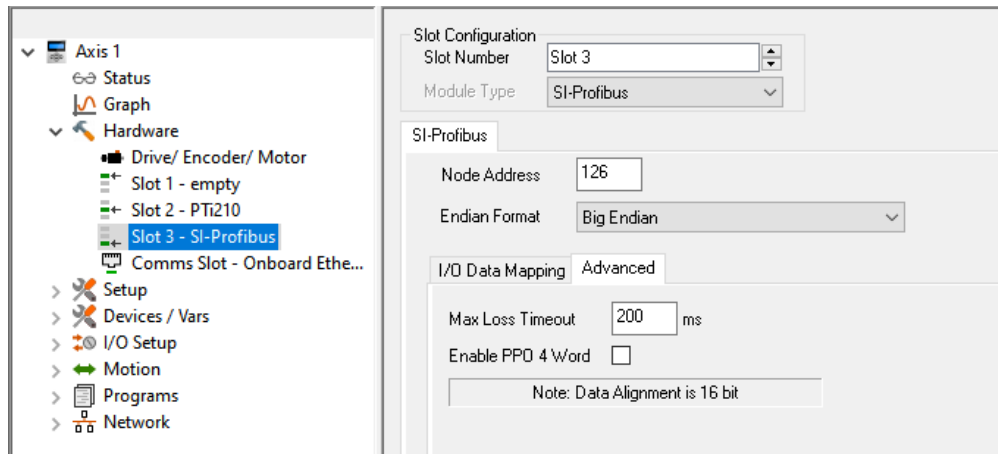 Axis 1
Status
Graph
Hardware
Drive/ Encoder/ Motor
Slot 1 - empty
Slot 2 - PTi210
Slot 3 - SI-Profibus
Comms Slot - Onboard Ethe...
Setup
Devices / Vars
I/O Setup
Motion
Programs
Network
Slot Configuration
Slot Number Slot 3
Module Type SI-Profibus
SI-Profibus
Node Address 126
Endian Format Big Endian
I/O Data Mapping Advanced
Max Loss Timeout 200 ms
Enable PPO 4 Word
Note: Data Alignment is 16 bit